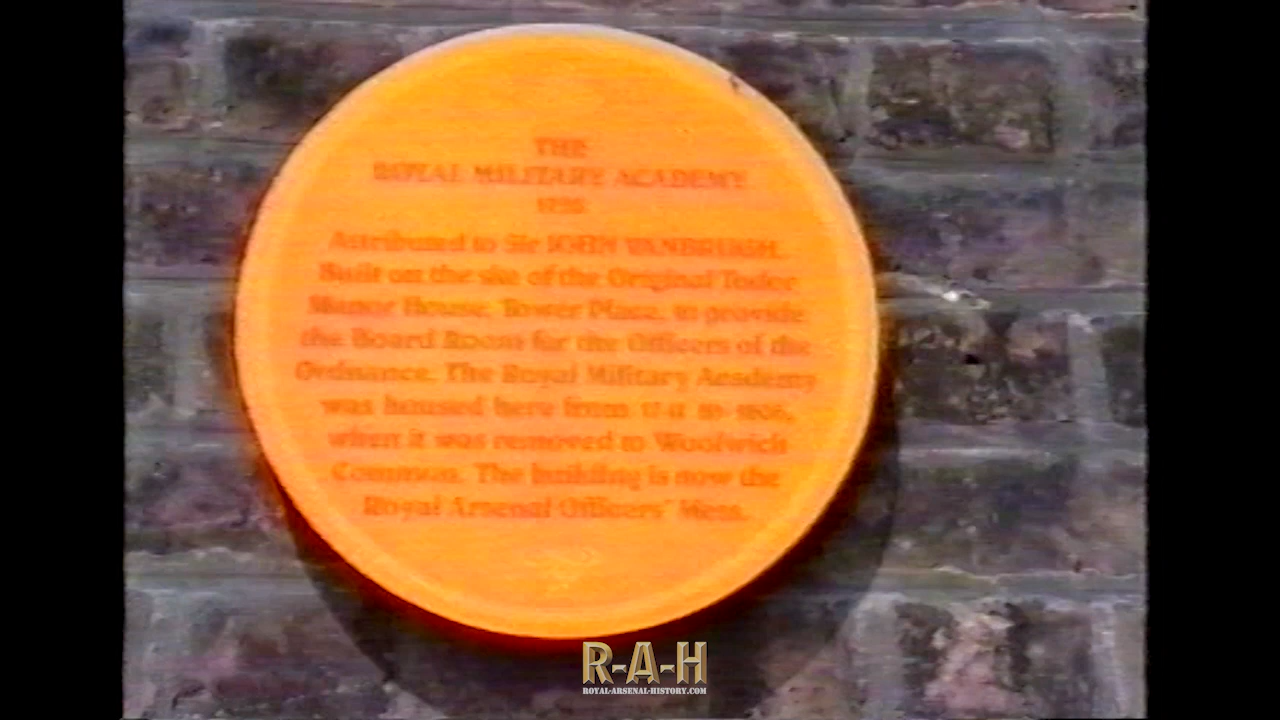 THE
ROYAL MILITARY ACADEMY
Attributed to Sir JOHN VANBRUGH.
Built on the site of the Original Tudor
Manor House, Tower Place, to provide
the Board Room for the Officers of the
Ordnance. The Royal Military Academy
was housed here from
when it was removed to Woolwich
Common. The building is now the
Royal Arsenal Officers' Mess.
R-A-H
ROYAL-ARSENAL-HISTORY.COM